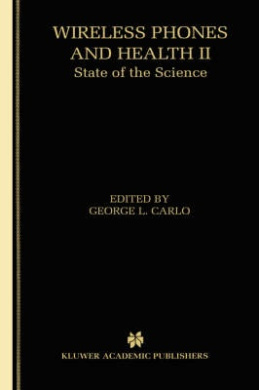 WIRELESS PHONES
AND HEALTH II
State of the Science
EDITED BY
GEORGE L. CARLO
KLUWER ACADEMIC PUBLISHERS